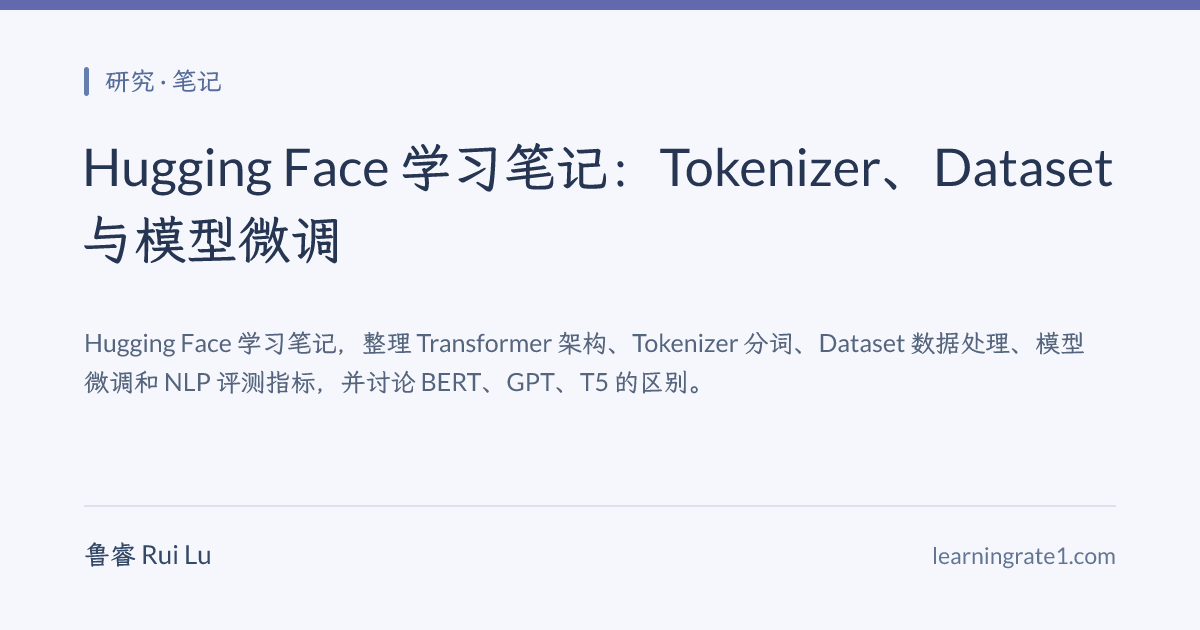 研究 · 笔记
Hugging Face 学习笔记：Tokenizer、Dataset
与模型微调
Hugging Face 学习笔记，整理 Transformer 架构、Tokenizer 分词、Dataset 数据处理、模型
微调和 NLP 评测指标，并讨论 BERT、GPT、T5 的区别。
鲁睿 Rui Lu
learningrate1.com